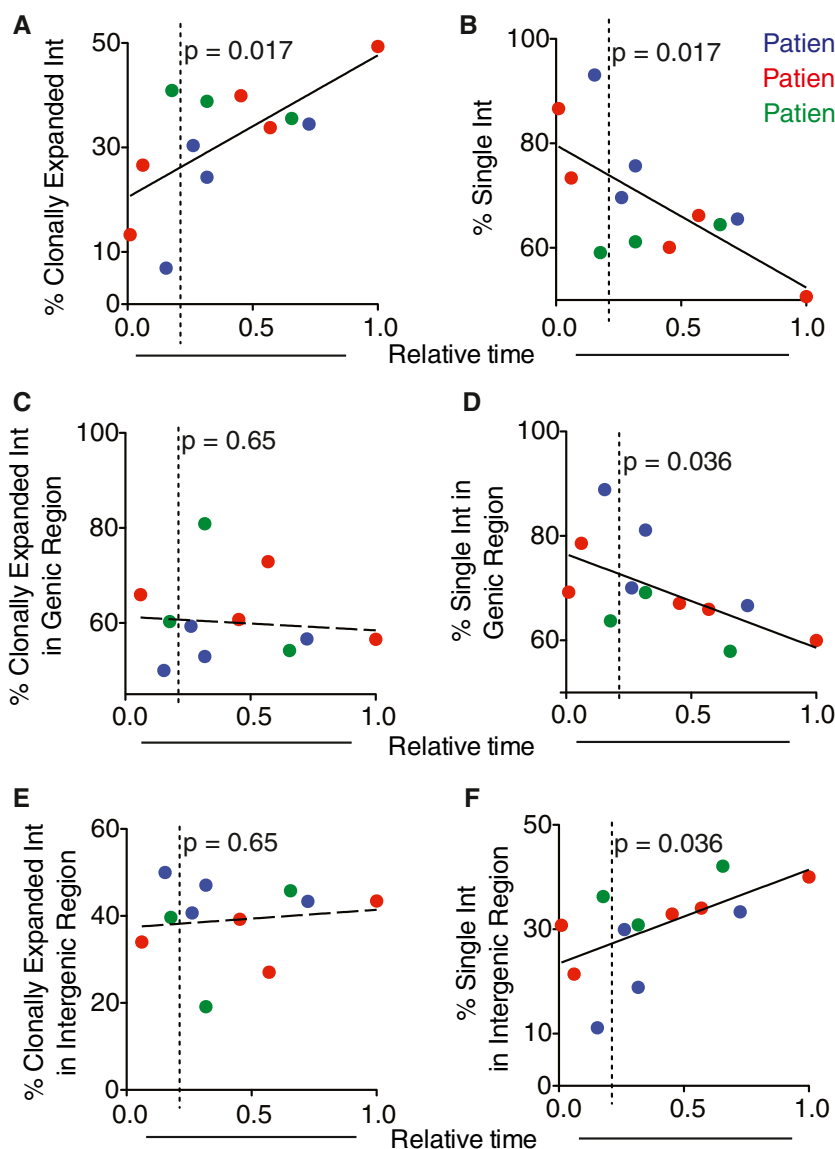 A
% Clonally Expanded Int
50
30
10
0
p = 0.017
0.0 0.5 1.0
B
% Single Int
100
80
60
p = 0.017
0.0 0.5 1.0
Patien
Patien
Patien
Relative time
C
% Clonally Expanded Int
in Genic Region
100
80
60
p = 0.65
0.0 0.5 1.0
D
% Single Int in
Genic Region
100
80
60
p = 0.036
0.0 0.5 1.0
Relative time
E
% Clonally Expanded Int
in Intergenic Region
60
40
20
0
p = 0.65
0.0 0.5 1.0
F
% Single Int
in Intergenic Region
50
30
10
0
p = 0.036
0.0 0.5 1.0
Relative time